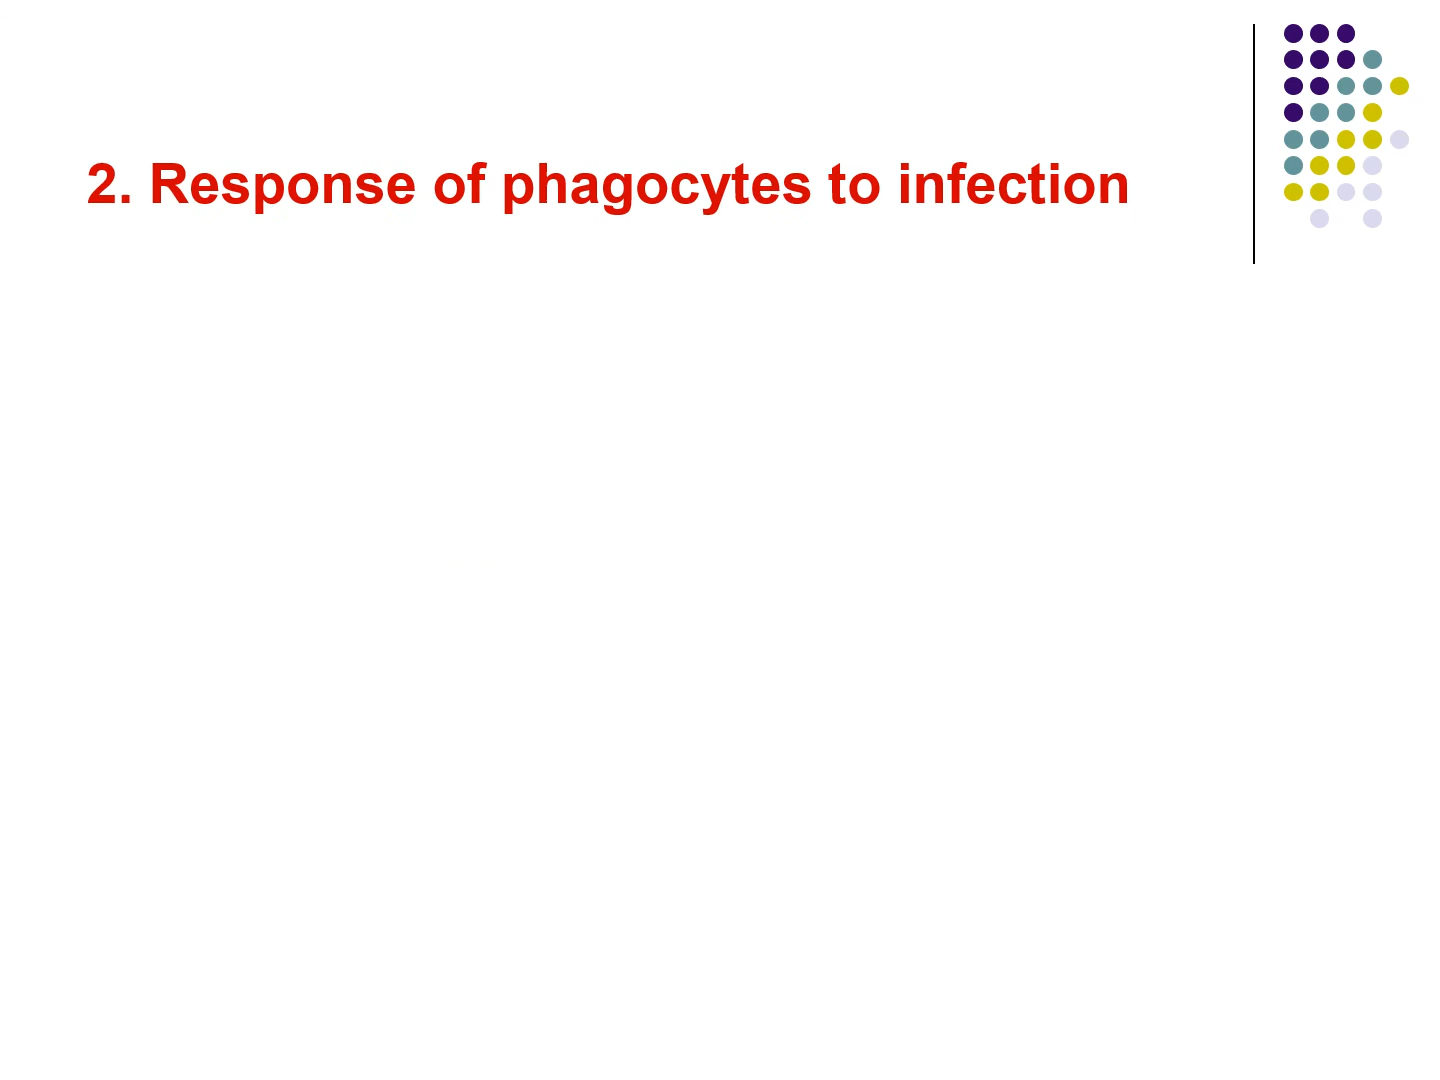 2. Response of phagocytes to infection